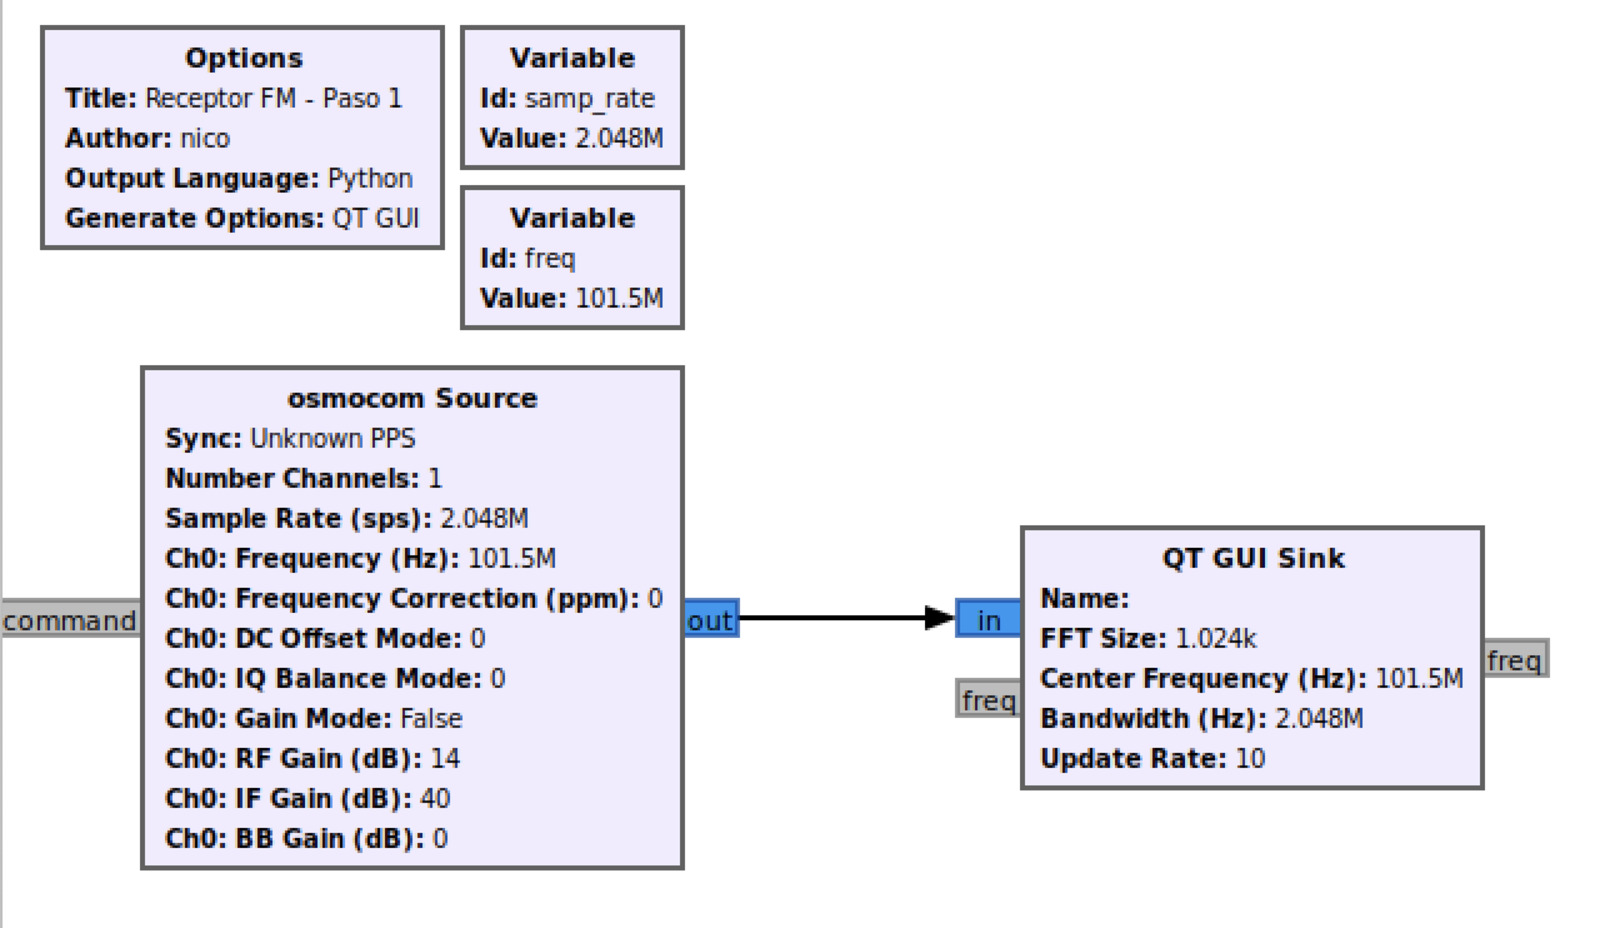 Options
Title: Receptor FM - Paso 1
Author: nico
Output Language: Python
Generate Options: QT GUI
Variable
Id: samp_rate
Value: 2.048M
Variable
Id: freq
Value: 101.5M
osmocom Source
Sync: Unknown PPS
Number Channels: 1
Sample Rate (sps): 2.048M
Ch0: Frequency (Hz): 101.5M
Ch0: Frequency Correction (ppm): 0
Ch0: DC Offset Mode: 0
Ch0: IQ Balance Mode: 0
Ch0: Gain Mode: False
Ch0: RF Gain (dB): 14
Ch0: IF Gain (dB): 40
Ch0: BB Gain (dB): 0
command
out
in
freq
QT GUI Sink
Name:
FFT Size: 1.024k
Center Frequency (Hz): 101.5M
Bandwidth (Hz): 2.048M
Update Rate: 10
freq